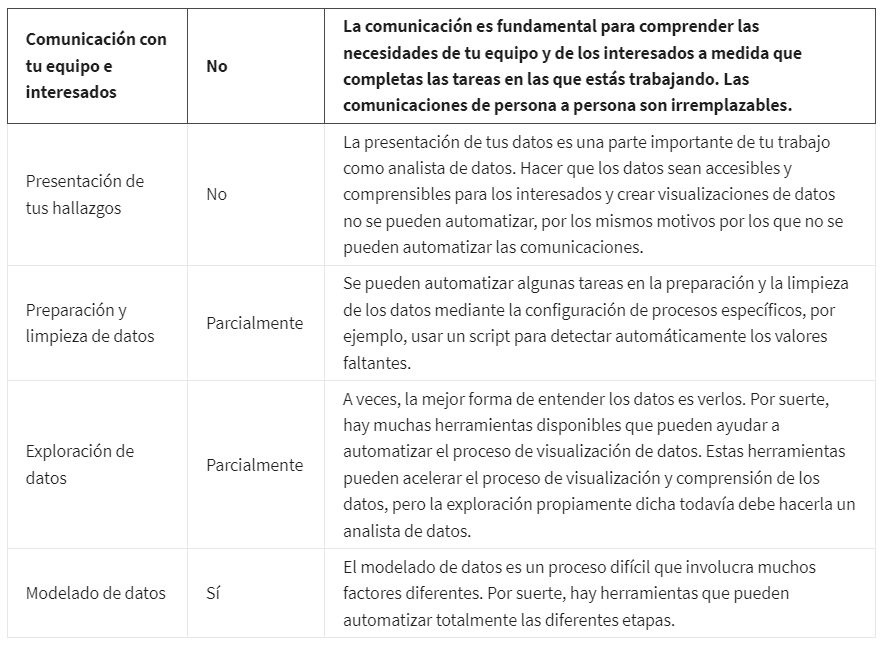 Comunicación con
tu equipo e
interesados
No
La comunicación es fundamental para comprender las
necesidades de tu equipo y de los interesados a medida que
completas las tareas en las que estás trabajando. Las
comunicaciones de persona a persona son irremplazables.
Presentación de
tus hallazgos
No
La presentación de tus datos es una parte importante de tu trabajo
como analista de datos. Hacer que los datos sean accesibles y
comprensibles para los interesados y crear visualizaciones de datos
no se pueden automatizar, por los mismos motivos por los que no se
pueden automatizar las comunicaciones.
Preparación y
limpieza de datos
Parcialmente
Se pueden automatizar algunas tareas en la preparación y la limpieza
de los datos mediante la configuración de procesos específicos, por
ejemplo, usar un script para detectar automáticamente los valores
faltantes.
Exploración de
datos
Parcialmente
A veces, la mejor forma de entender los datos es verlos. Por suerte,
hay muchas herramientas disponibles que pueden ayudar a
automatizar el proceso de visualización de datos. Estas herramientas
pueden acelerar el proceso de visualización y comprensión de los
datos, pero la exploración propiamente dicha todavía debe hacerla un
analista de datos.
Modelado de datos
Sí
El modelado de datos es un proceso difícil que involucra muchos
factores diferentes. Por suerte, hay herramientas que pueden
automatizar totalmente las diferentes etapas.